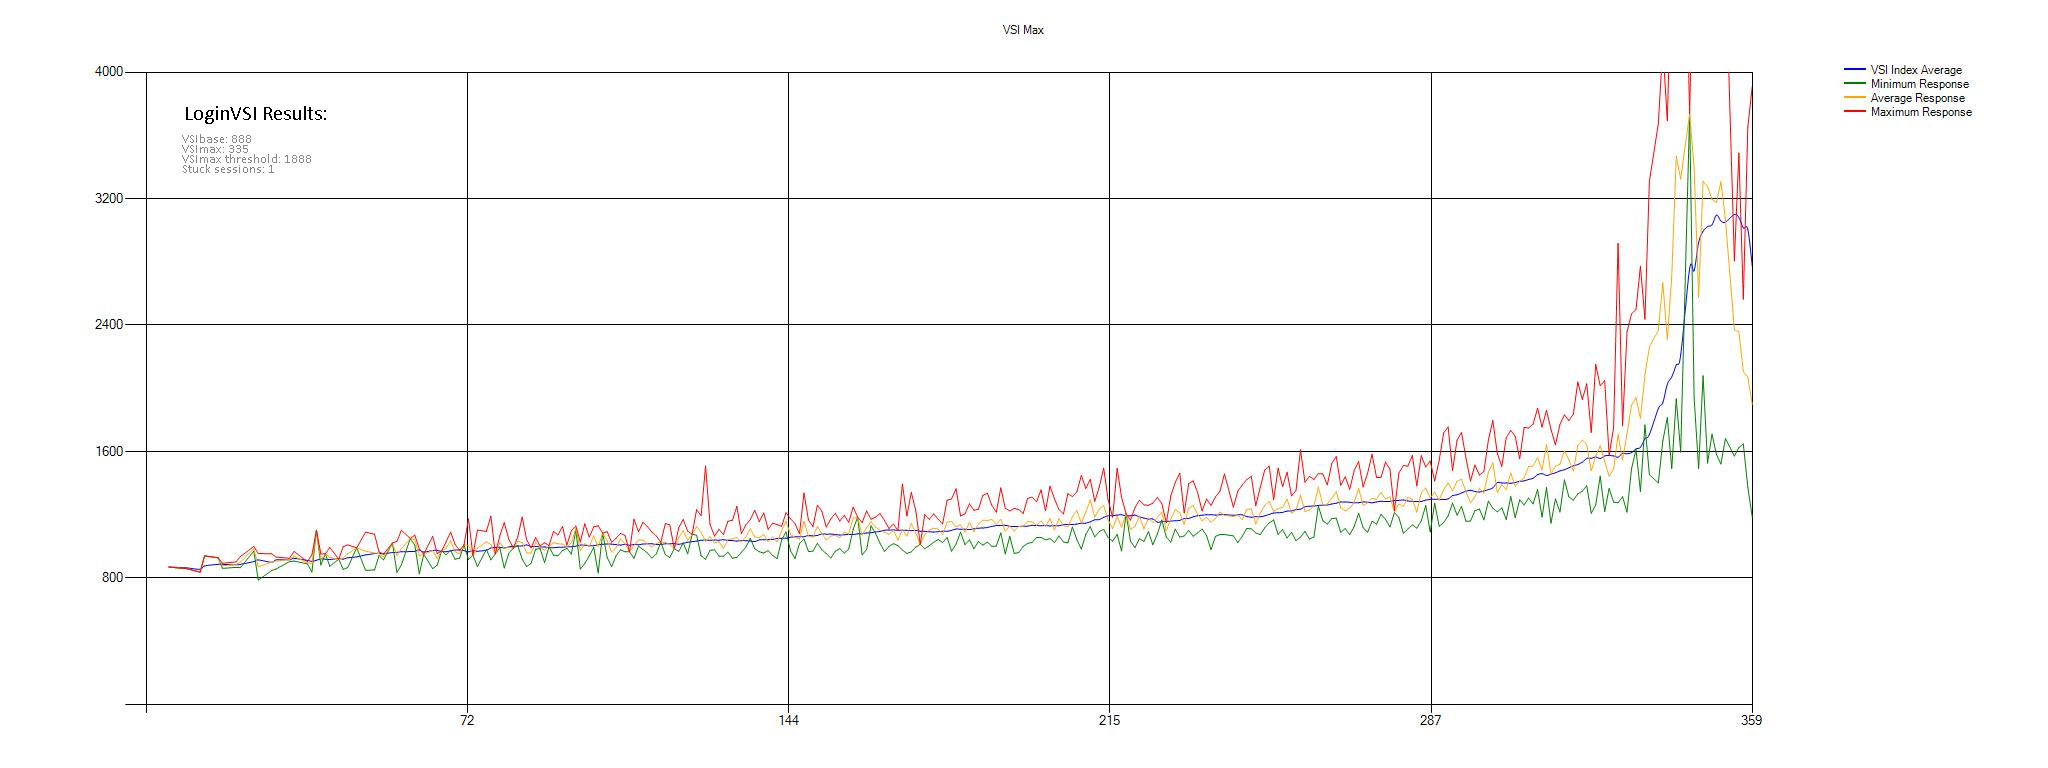 VSI Max
4000
3200
2400
1600
800
LoginVSI Results:
VSIbase: 888
VSImax: 335
VSImax threshold: 1888
Stuck sessions: 1
VSI Index Average
Minimum Response
Average Response
Maximum Response
72
144
215
287
359